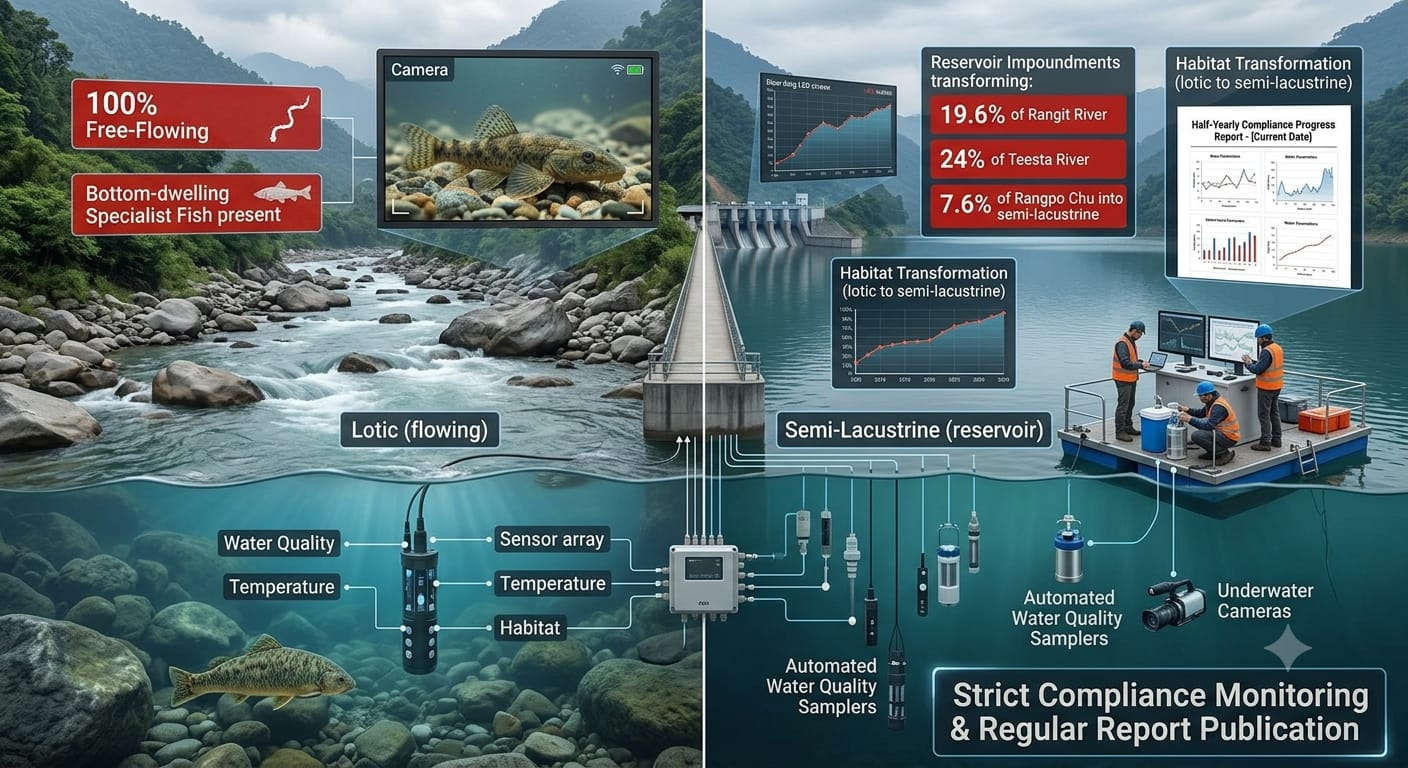 100%
Free-Flowing
Bottom-dwelling
Specialist Fish present
Camera
Lotic (flowing)
Water Quality
Temperature
Sensor array
Temperature
Habitat
Reservoir Impoundments
transforming:
19.6% of Rangit River
24% of Teesta River
7.6% of Rangpo Chu into
semi-lacustrine
Habitat Transformation
(lotic to semi-lacustrine)
Half-Yearly Compliance Progress
Report - [Current Date)
Habitat Transformation
(lotic to semi-lacustrine)
Semi-Lacustrine (reservoir)
Automated
Water Quality
Samplers
Automated
Water Quality
Samplers
Underwater
Cameras
Strict Compliance Monitoring
& Regular Report Publication